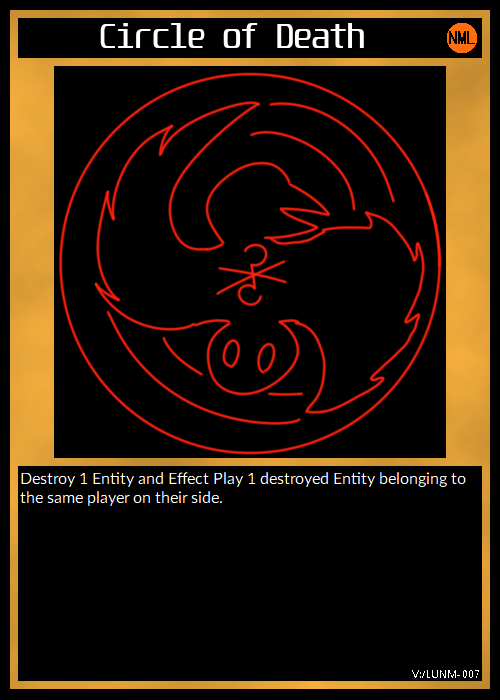 Circle of Death
NML
Destroy 1 Entity and Effect Play 1 destroyed Entity belonging to
the same player on their side.
V:/LUNM-007